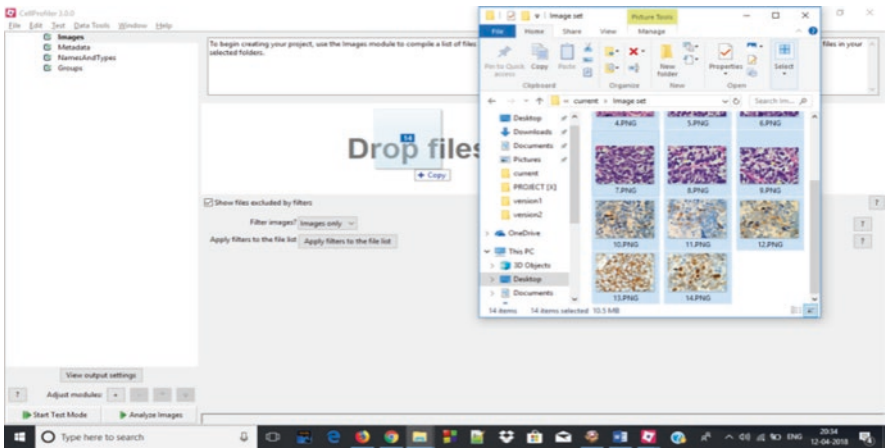 CellProfiler 3.0.0
File Edit Test Data Tools Window Help
Images
Metadata
NamesAndTypes
Groups
To begin creating your project, use the Images module to compile a list of files
files in your
selected folders.
Drop files
14
+ Copy
Show files excluded by filters
Filter images? Images only
Apply filters to the file list Apply filters to the file list
?
?
?
View output settings
? Adjust modules: + - ^ v
Start Test Mode Analyze Images
Image set
Picture Tools
File Home Share View Manage
Pin to Quick access
Copy
Paste
New folder
Properties
Select
Clipboard Organize New Open
« current › Image set
Search Im...
Desktop
Downloads
Documents
Pictures
current
PROJECT [X]
version1
version2
OneDrive
This PC
3D Objects
Desktop
Documents
4.PNG 5.PNG 6.PNG
7.PNG 8.PNG 9.PNG
10.PNG 11.PNG 12.PNG
13.PNG 14.PNG
14 items 14 items selected 10.5 MB
Type here to search
ENG
20:34
12-04-2018